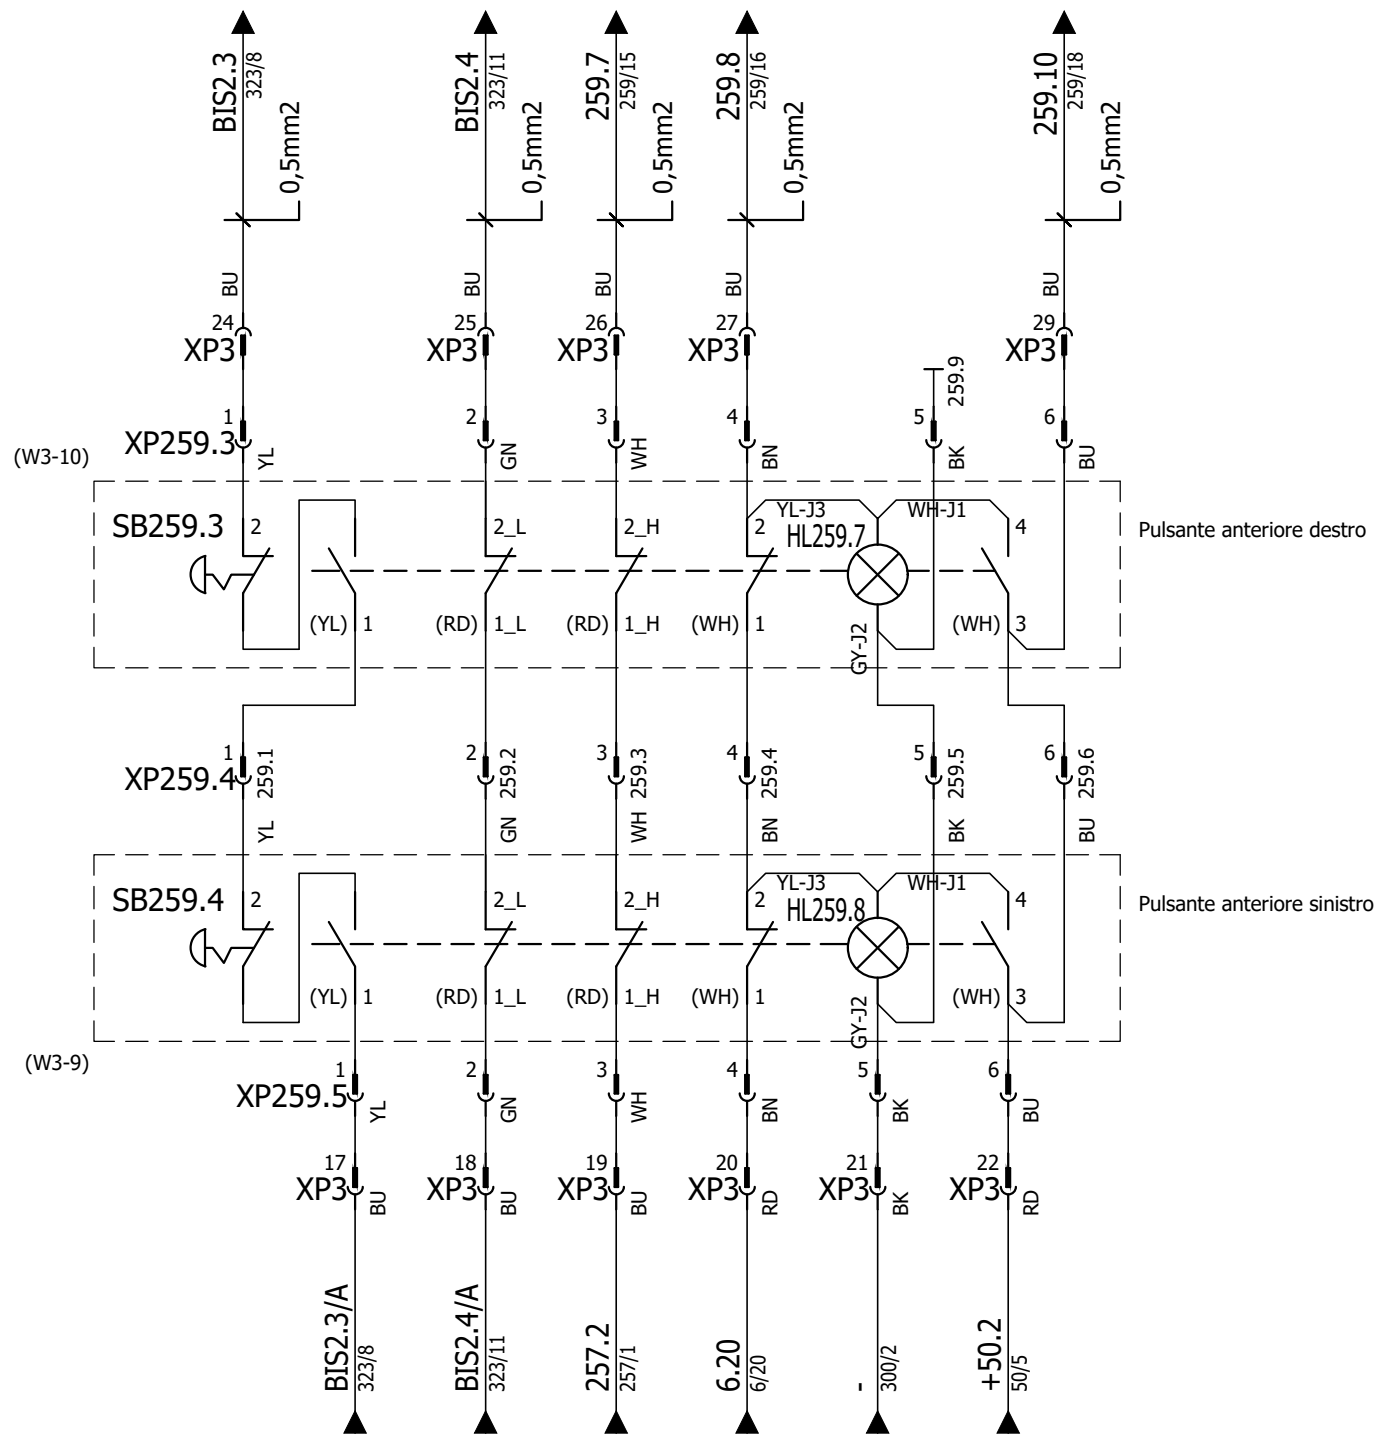 BIS2.3
323/8
BIS2.4
323/11
259.7
259/15
259.8
259/16
259.10
259/18
0,5mm2
0,5mm2
0,5mm2
0,5mm2
0,5mm2
BU
BU
BU
BU
BU
24
XP3
25
XP3
26
XP3
27
XP3
29
XP3
259.9
1
2
3
4
5
6
XP259.3
(W3-10)
YL
GN
WH
BN
BK
BU
SB259.3
2
2_L
2_H
2
YL-J3
HL259.7
WH-J1
4
Pulsante anteriore destro
(YL)
1
(RD)
1_L
(RD)
1_H
(WH)
1
GY-J2
(WH)
3
1
2
3
4
5
6
XP259.4
259.1
259.2
259.3
259.4
259.5
259.6
YL
GN
WH
BN
BK
BU
SB259.4
2
2_L
2_H
2
YL-J3
HL259.8
WH-J1
4
Pulsante anteriore sinistro
(YL)
1
(RD)
1_L
(RD)
1_H
(WH)
1
GY-J2
(WH)
3
(W3-9)
1
2
3
4
5
6
XP259.5
YL
GN
WH
BN
BK
BU
17
XP3
18
XP3
19
XP3
20
XP3
21
XP3
22
XP3
BU
BU
BU
RD
BK
RD
BIS2.3/A
323/8
BIS2.4/A
323/11
257.2
257/1
6.20
6/20
-
300/2
+50.2
50/5